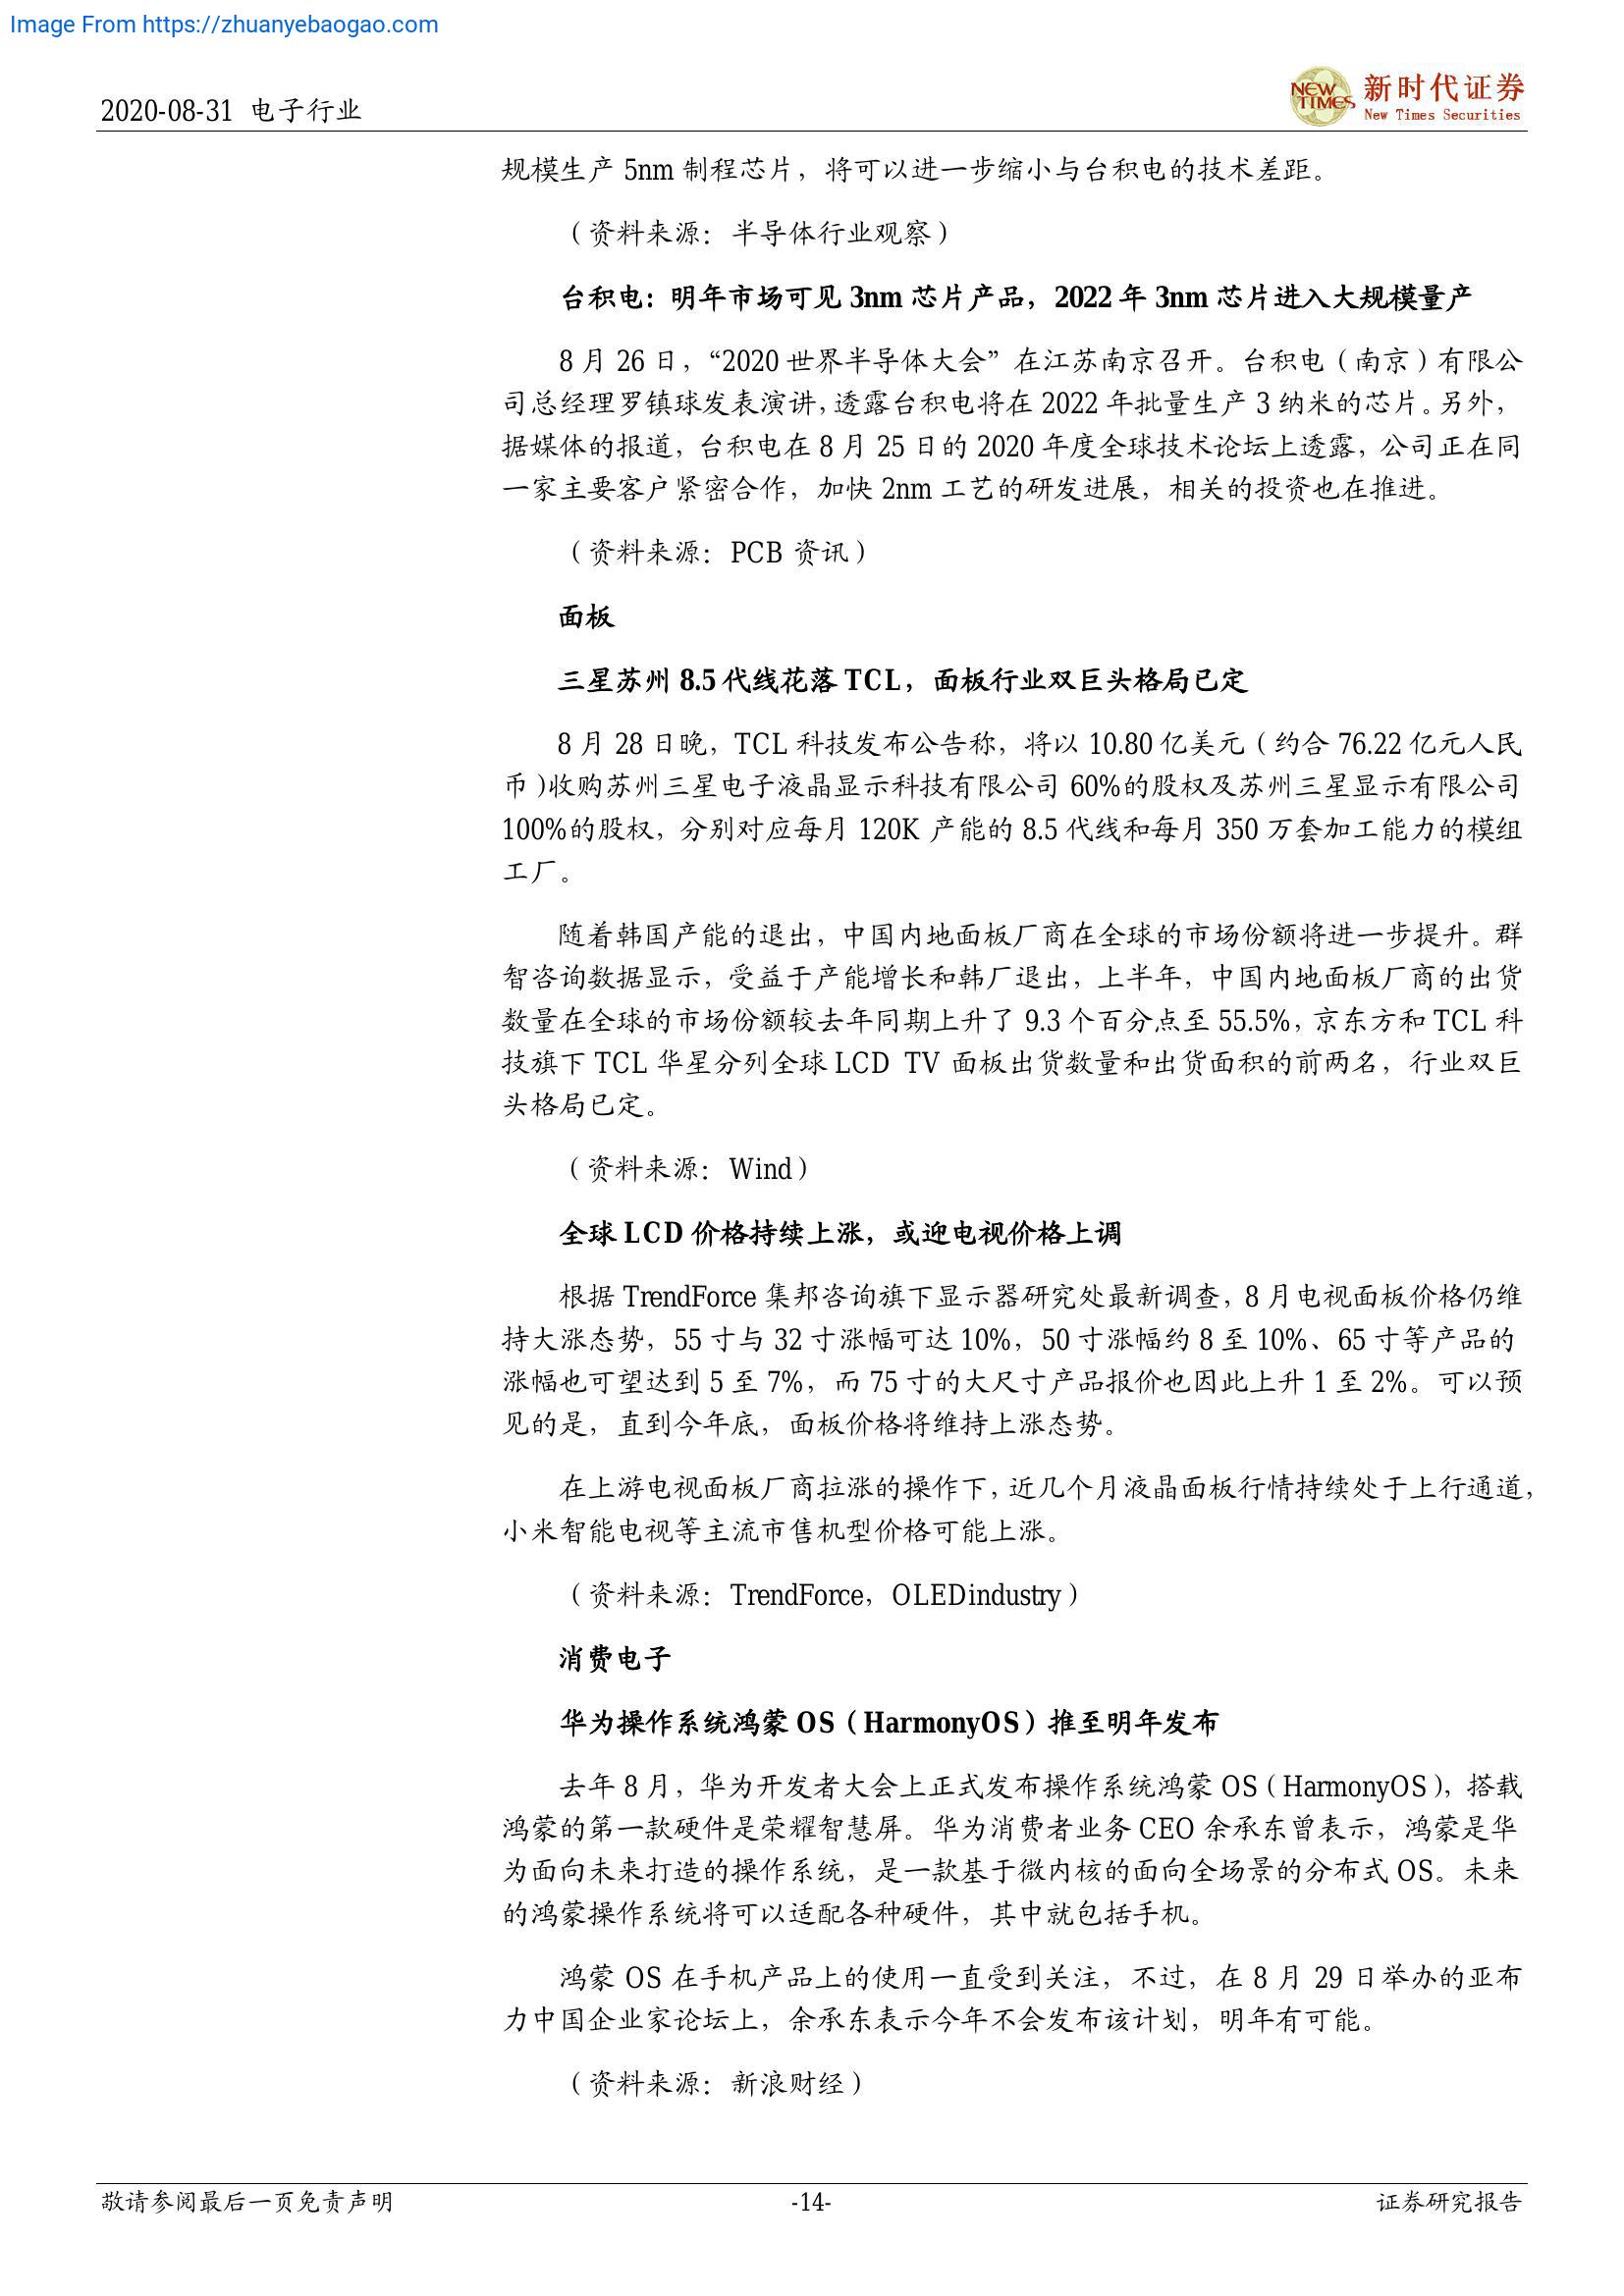 Image From https://zhuanyebaogao.com
2020-08-31 电子行业
NEW TIMES
新时代证券
New Times Securities
规模生产 5nm 制程芯片，将可以进一步缩小与台积电的技术差距。
（资料来源：半导体行业观察）
台积电：明年市场可见 3nm 芯片产品，2022 年 3nm 芯片进入大规模量产
8 月 26 日，“2020 世界半导体大会”在江苏南京召开。台积电（南京）有限公
司总经理罗镇球发表演讲，透露台积电将在 2022 年批量生产 3 纳米的芯片。另外，
据媒体的报道，台积电在 8 月 25 日的 2020 年度全球技术论坛上透露，公司正在同
一家主要客户紧密合作，加快 2nm 工艺的研发进展，相关的投资也在推进。
（资料来源：PCB 资讯）
面板
三星苏州 8.5 代线花落 TCL，面板行业双巨头格局已定
8 月 28 日晚，TCL 科技发布公告称，将以 10.80 亿美元（约合 76.22 亿元人民
币）收购苏州三星电子液晶显示科技有限公司 60%的股权及苏州三星显示有限公司
100%的股权，分别对应每月 120K 产能的 8.5 代线和每月 350 万套加工能力的模组
工厂。
随着韩国产能的退出，中国内地面板厂商在全球的市场份额将进一步提升。群
智咨询数据显示，受益于产能增长和韩厂退出，上半年，中国内地面板厂商的出货
数量在全球的市场份额较去年同期上升了 9.3 个百分点至 55.5%，京东方和 TCL 科
技旗下 TCL 华星分列全球 LCD TV 面板出货数量和出货面积的前两名，行业双巨
头格局已定。
（资料来源：Wind）
全球 LCD 价格持续上涨，或迎电视价格上调
根据 TrendForce 集邦咨询旗下显示器研究处最新调查，8 月电视面板价格仍维
持大涨态势，55 寸与 32 寸涨幅可达 10%，50 寸涨幅约 8 至 10%、65 寸等产品的
涨幅也可望达到 5 至 7%，而 75 寸的大尺寸产品报价也因此上升 1 至 2%。可以预
见的是，直到今年底，面板价格将维持上涨态势。
在上游电视面板厂商拉涨的操作下，近几个月液晶面板行情持续处于上行通道，
小米智能电视等主流市售机型价格可能上涨。
（资料来源：TrendForce，OLEDindustry）
消费电子
华为操作系统鸿蒙 OS（HarmonyOS）推至明年发布
去年 8 月，华为开发者大会上正式发布操作系统鸿蒙 OS（HarmonyOS），搭载
鸿蒙的第一款硬件是荣耀智慧屏。华为消费者业务 CEO 余承东曾表示，鸿蒙是华
为面向未来打造的操作系统，是一款基于微内核的面向全场景的分布式 OS。未来
的鸿蒙操作系统将可以适配各种硬件，其中就包括手机。
鸿蒙 OS 在手机产品上的使用一直受到关注，不过，在 8 月 29 日举办的亚布
力中国企业家论坛上，余承东表示今年不会发布该计划，明年有可能。
（资料来源：新浪财经）
敬请参阅最后一页免责声明
-14-
证券研究报告